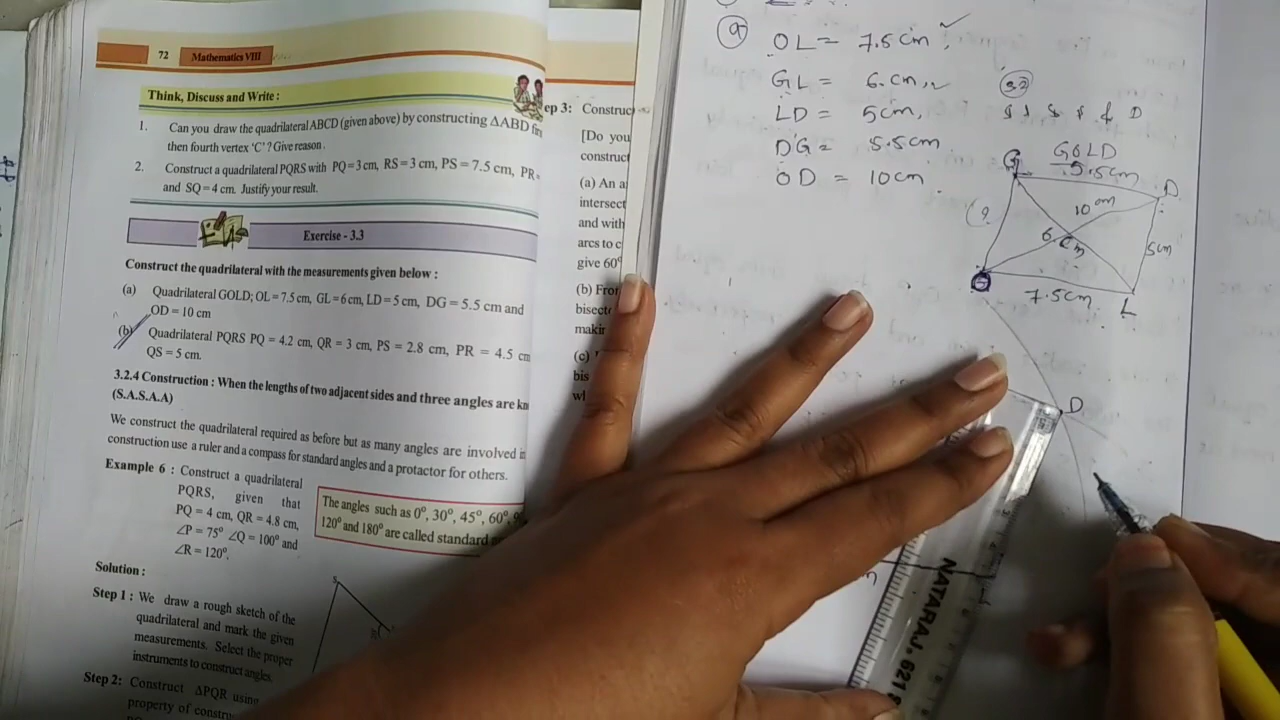 72 Mathematics VIII
Think, Discuss and Write :
1. Can you draw the quadrilateral ABCD (given above) by constructing ΔABD
then fourth vertex 'C' ? Give reason.
2. Construct a quadrilateral PQRS with PQ = 3 cm, RS = 3 cm, PS = 7.5 cm, PR
and SQ = 4 cm. Justify your result.
Exercise - 3.3
Construct the quadrilateral with the measurements given below :
(a) Quadrilateral GOLD; OL = 7.5 cm, GL = 6 cm, LD = 5 cm, DG = 5.5 cm and
OD = 10 cm
(b) Quadrilateral PQRS PQ = 4.2 cm, QR = 3 cm, PS = 2.8 cm, PR = 4.5 cm
QS = 5 cm.
3.2.4 Construction : When the lengths of two adjacent sides and three angles are
(S.A.S.A.A)
We construct the quadrilateral required as before but as many angles are involved
construction use a ruler and a compass for standard angles and a protactor for others.
Example 6 : Construct a quadrilateral
PQRS, given that
PQ = 4 cm, QR = 4.8 cm,
∠P = 75° ∠Q = 100° and
∠R = 120°.
The angles such as 0°, 30°, 45°, 60°,
120° and 180° are called standard
Solution :
Step 1 : We draw a rough sketch of the
quadrilateral and mark the given
measurements. Select the proper
instruments to construct angles.
Step 2: Construct ΔPQR using
property of
S
ep 3: Construc
[Do you
construct
(a) An a
intersect
and with
arcs to c
give 60°
(b) Fro
bisect
makin
(c)
bis
a) OL = 7.5 cm ✓
GL = 6. cm,
LD = 5cm,
DG = 5.5cm
OD = 10cm.
GOLD
G 5.5cm D
10 cm
6. cm
5cm
(?
7.5cm L
D
NATARAJ. 621